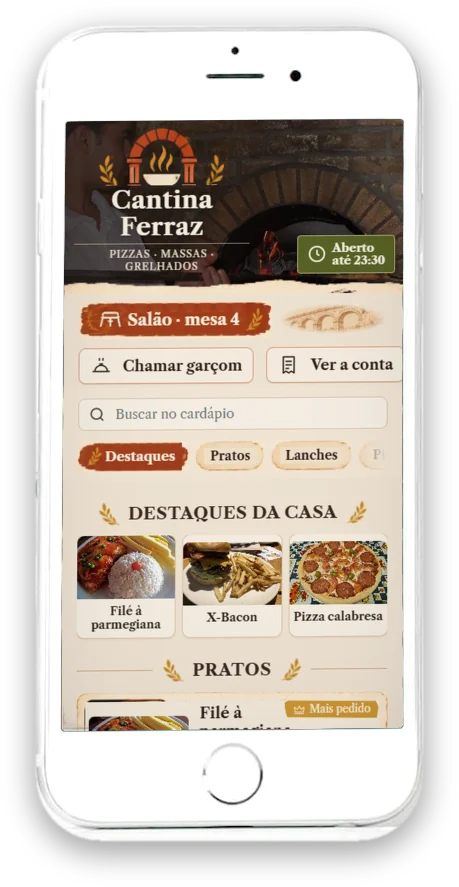 Cantina
Ferraz
PIZZAS · MASSAS ·
GRELHADOS
Aberto
até 23:30
Salão · mesa 4
Chamar garçom
Ver a conta
Buscar no cardápio
Destaques
Pratos
Lanches
DESTAQUES DA CASA
Filé à
parmegiana
X-Bacon
Pizza calabresa
PRATOS
Filé à
parmegiana
Mais pedido